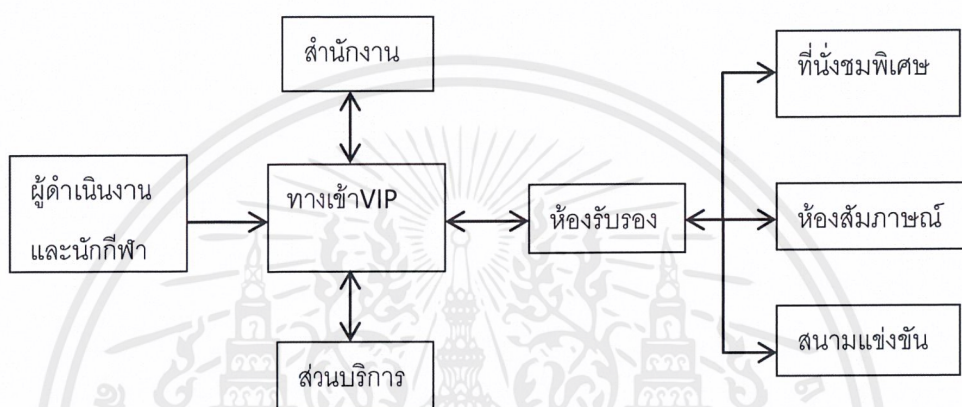 สำนักงาน
ที่นั่งชมพิเศษ
ผู้ดำเนินงาน
และนักกีฬา
ทางเข้าVIP
ห้องรับรอง
ห้องสัมภาษณ์
สนามแข่งขัน
ส่วนบริการ